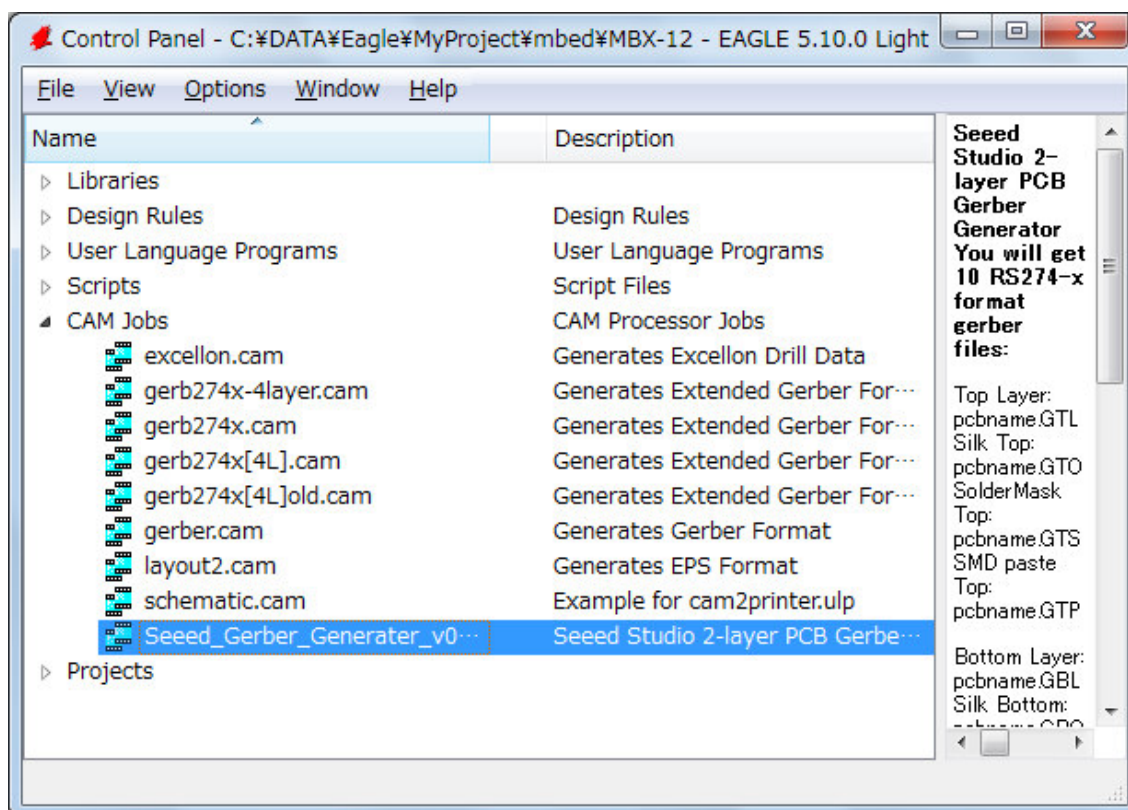 Control Panel - C:¥DATA¥Eagle¥MyProject¥mbed¥MBX-12 - EAGLE 5.10.0 Light
File View Options Window Help
Name Description
Libraries
Design Rules Design Rules
User Language Programs User Language Programs
Scripts Script Files
CAM Jobs CAM Processor Jobs
excellon.cam Generates Excellon Drill Data
gerb274x-4layer.cam Generates Extended Gerber For…
gerb274x.cam Generates Extended Gerber For…
gerb274x[4L].cam Generates Extended Gerber For…
gerb274x[4L]old.cam Generates Extended Gerber For…
gerber.cam Generates Gerber Format
layout2.cam Generates EPS Format
schematic.cam Example for cam2printer.ulp
Seeed_Gerber_Generater_v0… Seeed Studio 2-layer PCB Gerbe…
Projects
Seeed
Studio 2-
layer PCB
Gerber
Generator
You will get
10 RS274-x
format
gerber
files:
Top Layer:
pcbname.GTL
Silk Top:
pcbname.GTO
SolderMask
Top:
pcbname.GTS
SMD paste
Top:
pcbname.GTP
Bottom Layer:
pcbname.GBL
Silk Bottom: